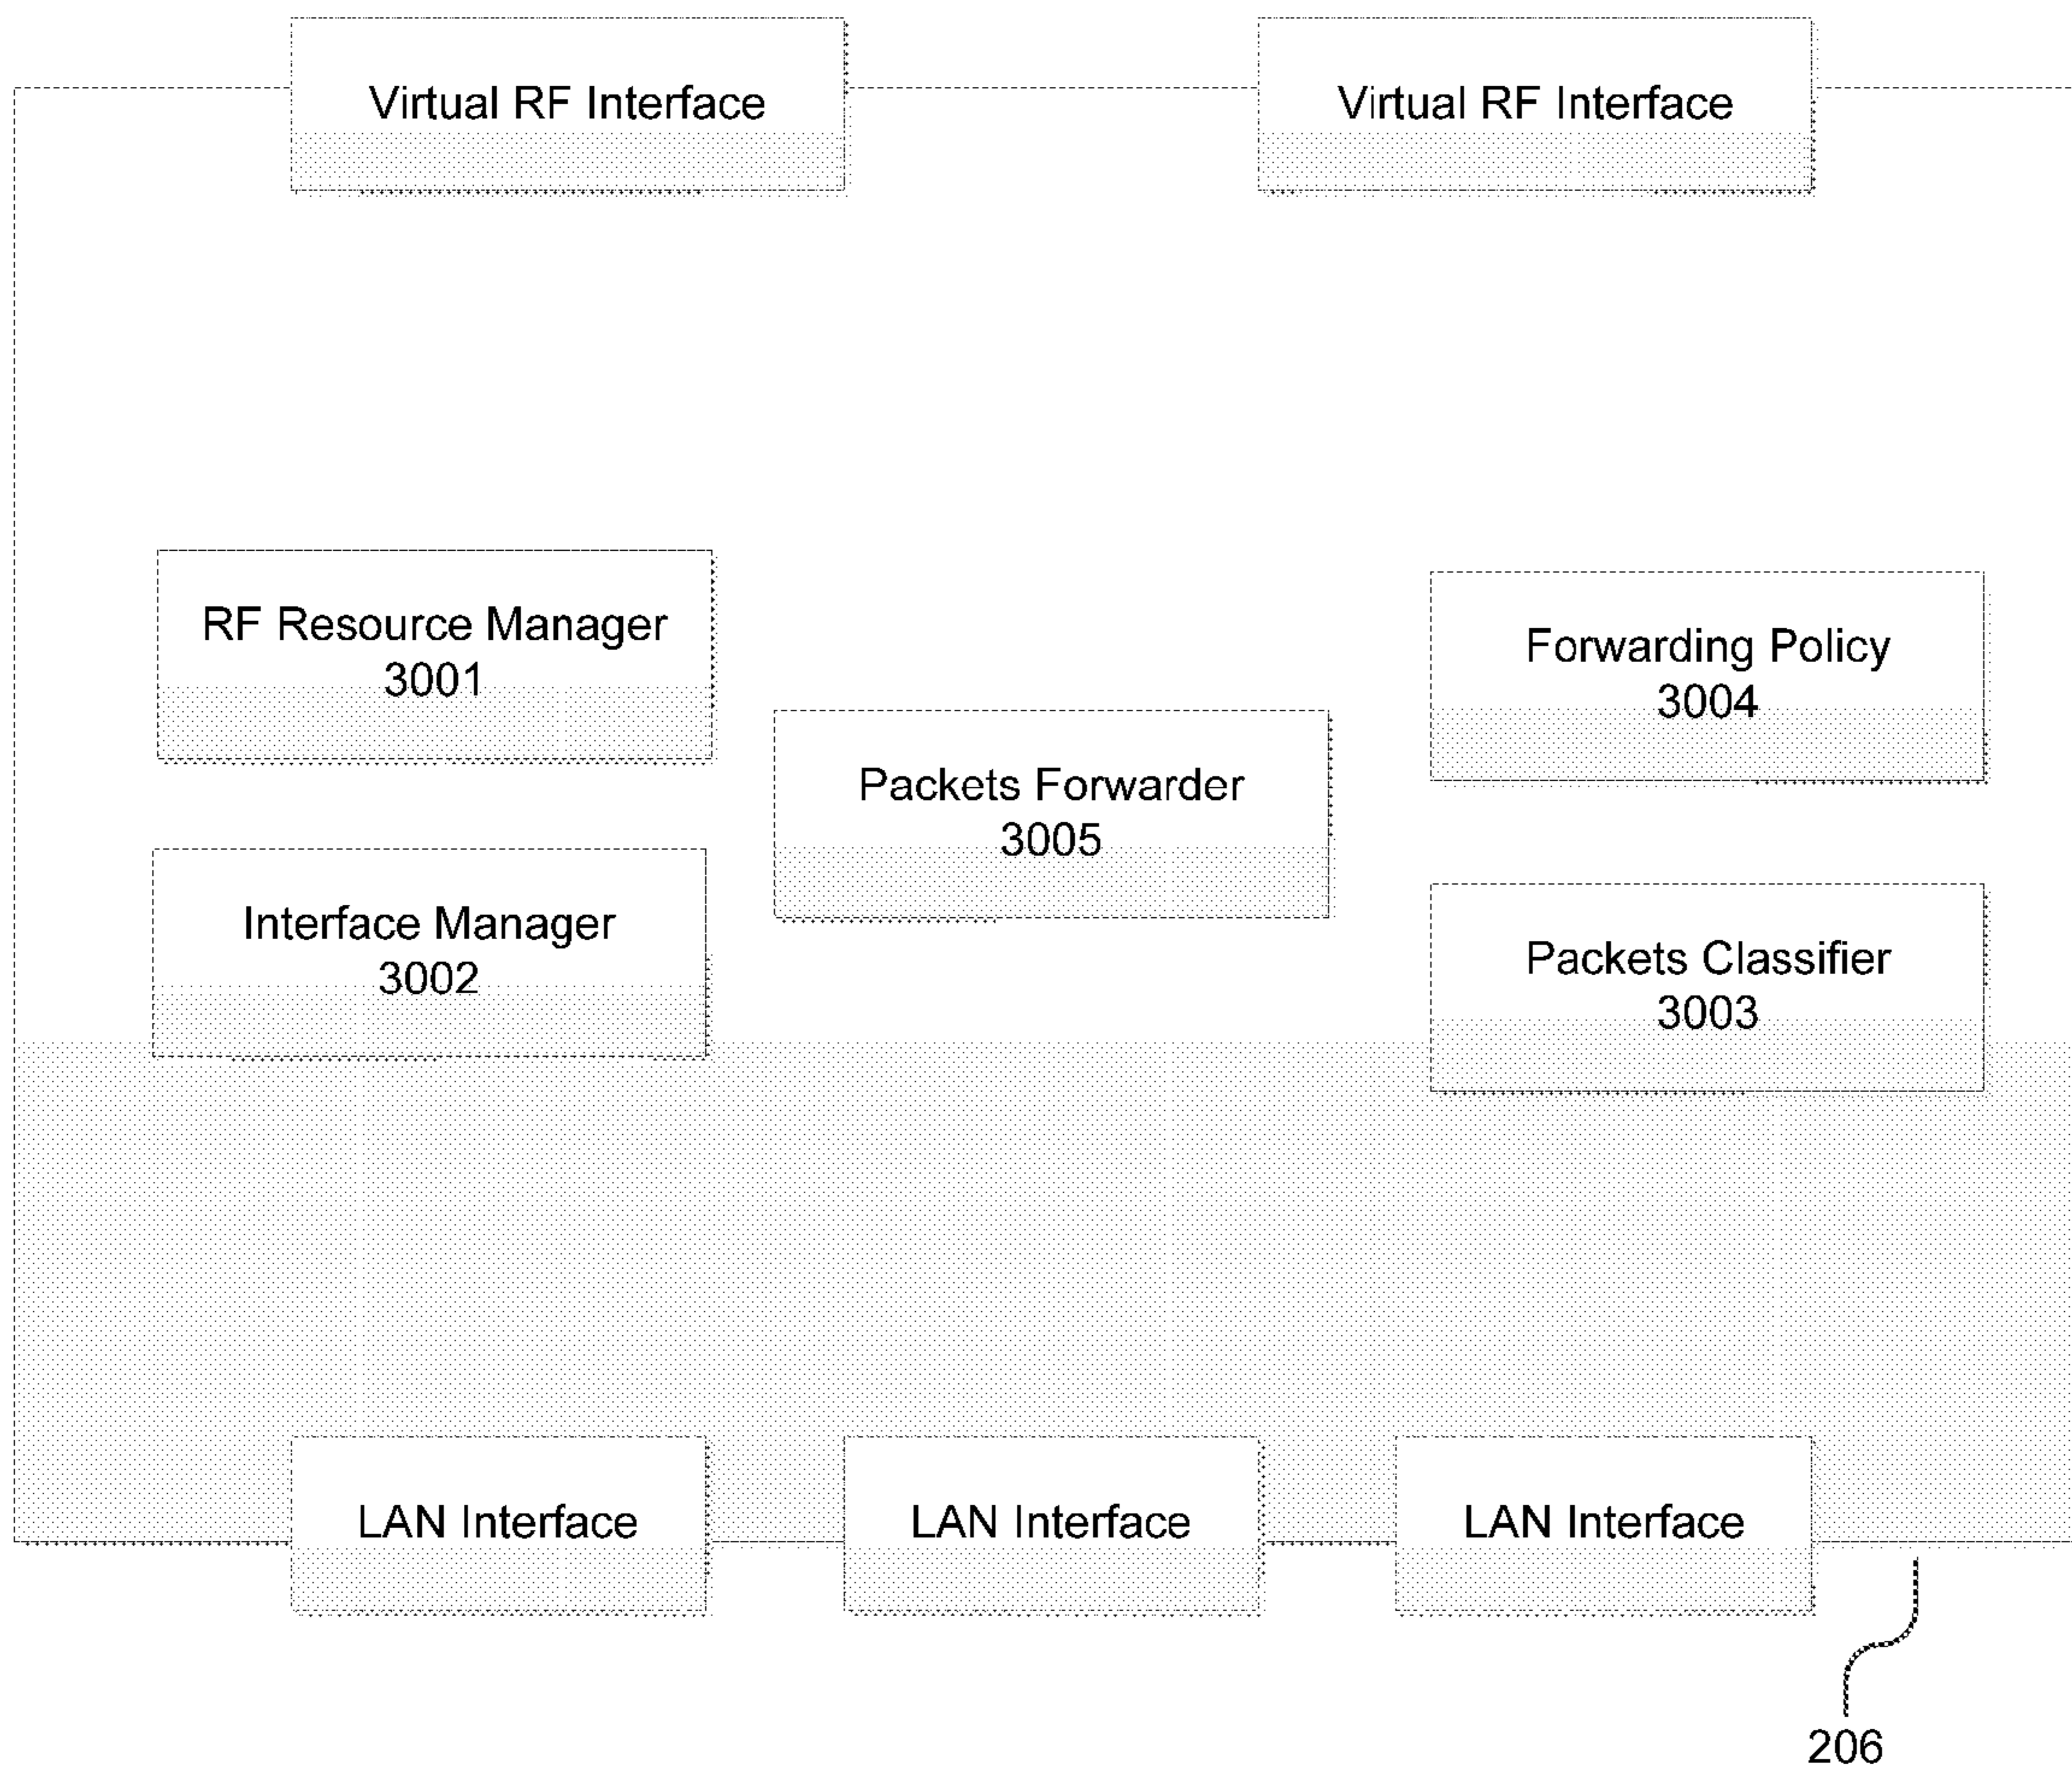 Virtual RF Interface
Virtual RF Interface
RF Resource Manager
3001
Forwarding Policy
3004
Packets Forwarder
3005
Interface Manager
3002
Packets Classifier
3003
LAN Interface
LAN Interface
LAN Interface
206